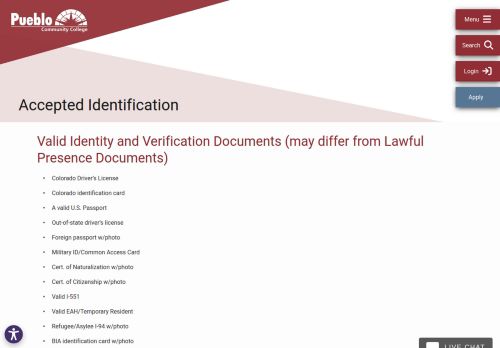 Pueblo
Community College
Menu
Search
Login
Apply
Accepted Identification
Valid Identity and Verification Documents (may differ from Lawful
Presence Documents)
Colorado Driver's License
Colorado identification card
A valid U.S. Passport
Out-of-state driver's license
Foreign passport w/photo
Military ID/Common Access Card
Cert. of Naturalization w/photo
Cert. of Citizenship w/photo
Valid I-551
Valid EAH/Temporary Resident
Refugee/Asylee I-94 w/photo
BIA identification card w/photo
LIVE CHAT